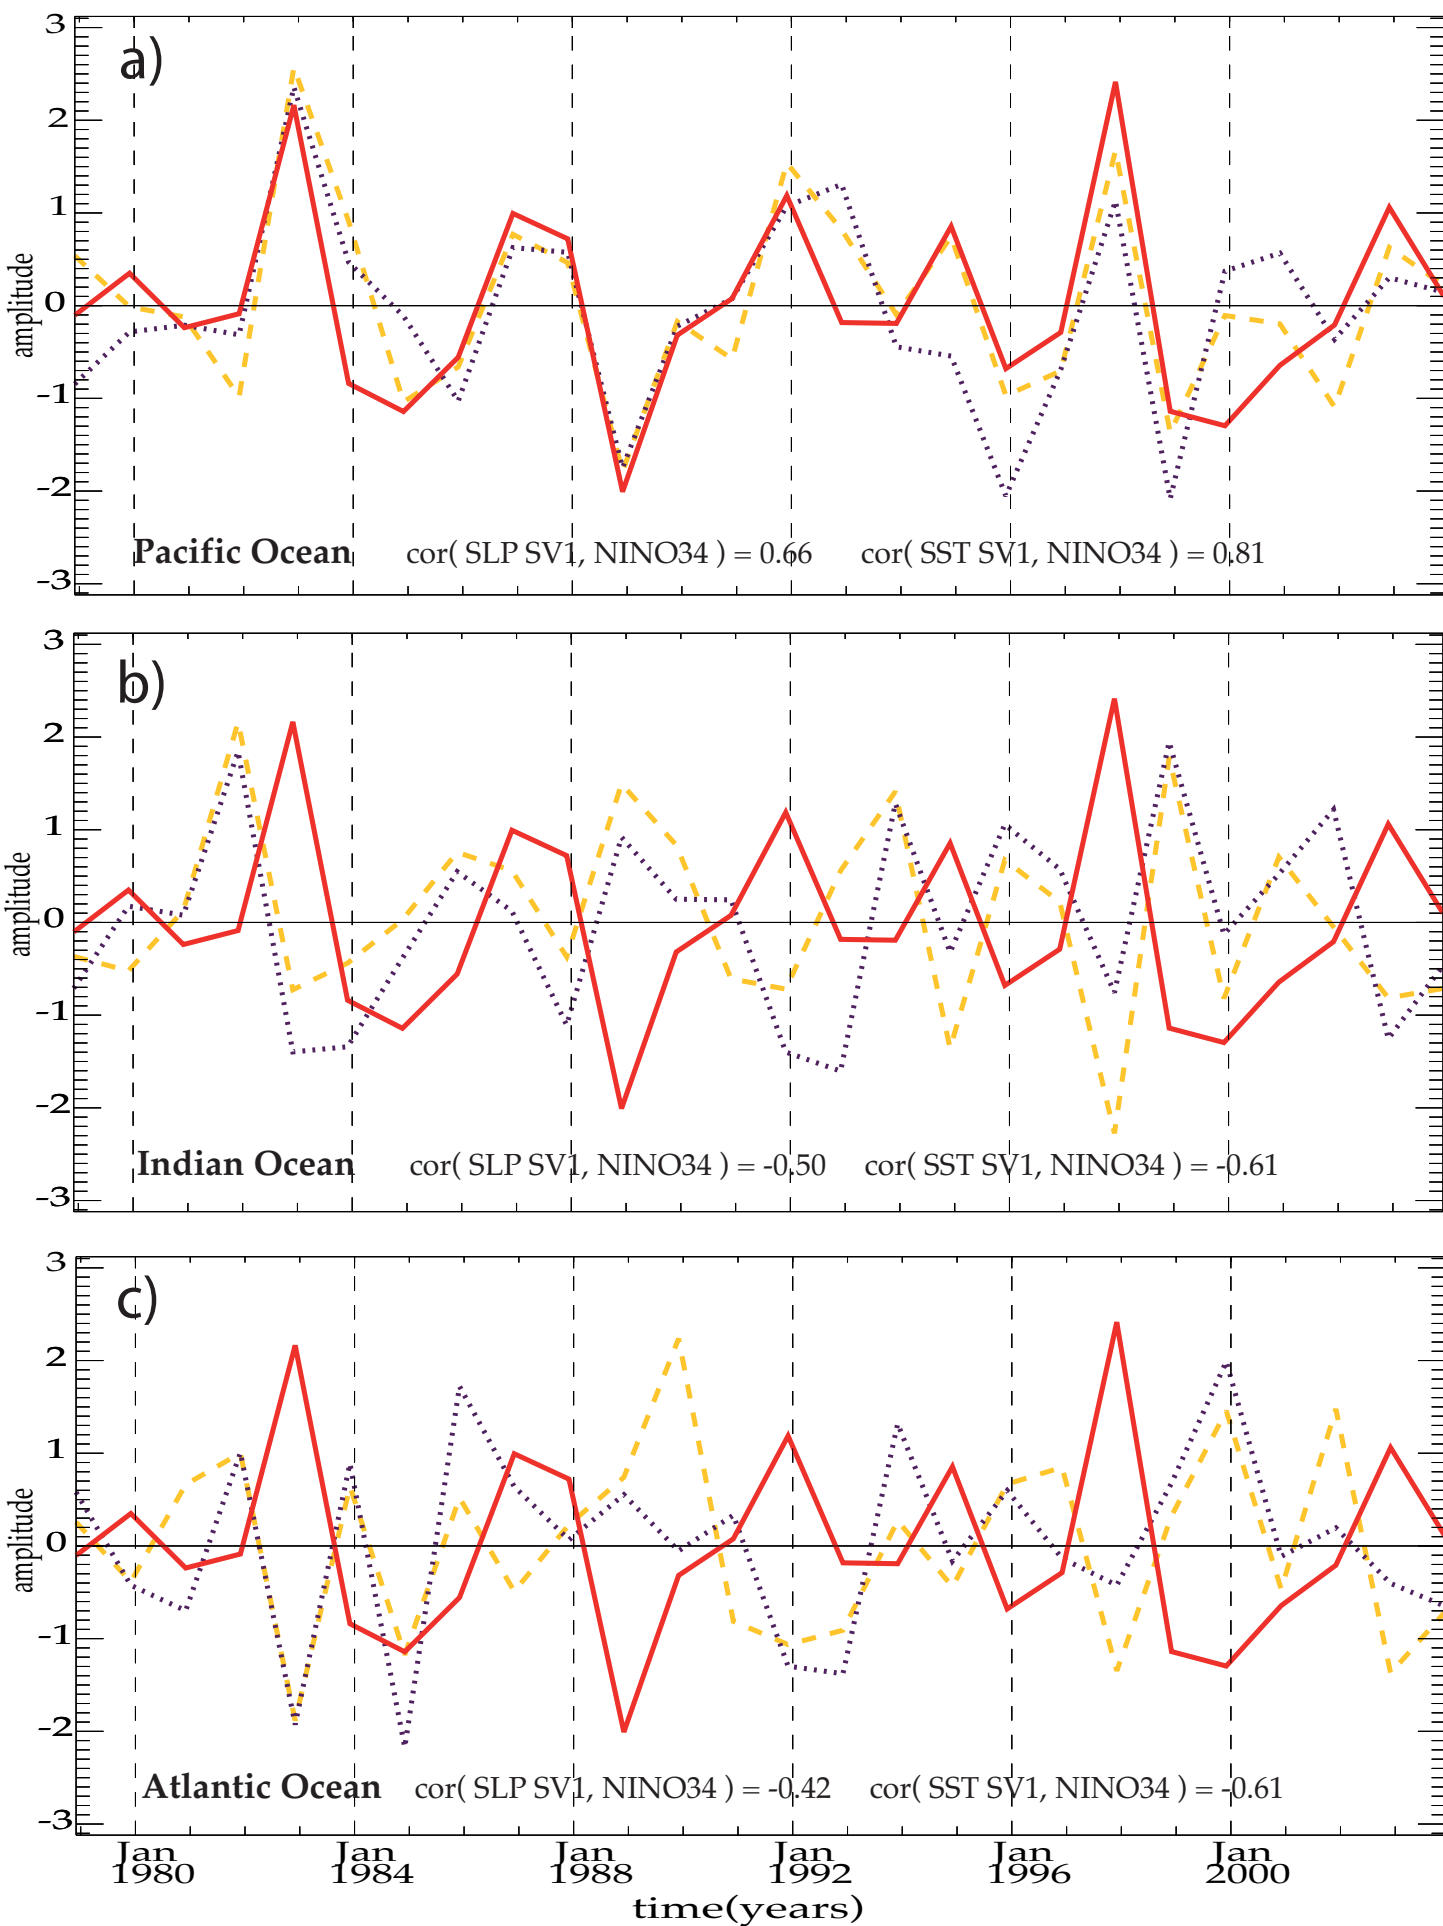 3
a)
2
1
0
-1
-2
-3
amplitude
Pacific Ocean cor( SLP SV1, NINO34 ) = 0.66 cor( SST SV1, NINO34 ) = 0.81
3
b)
2
1
0
-1
-2
-3
amplitude
Indian Ocean cor( SLP SV1, NINO34 ) = -0.50 cor( SST SV1, NINO34 ) = -0.61
3
c)
2
1
0
-1
-2
-3
amplitude
Atlantic Ocean cor( SLP SV1, NINO34 ) = -0.42 cor( SST SV1, NINO34 ) = -0.61
Jan Jan Jan Jan Jan Jan
1980 1984 1988 1992 1996 2000
time(years)